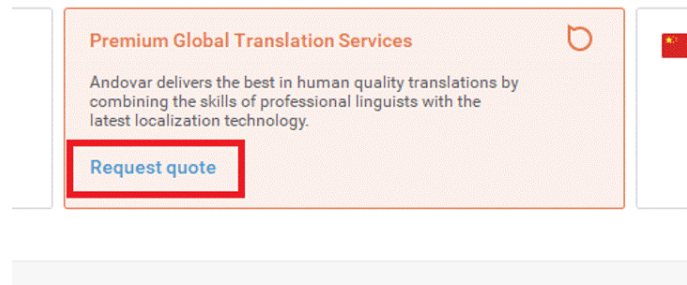 Premium Global Translation Services
Andovar delivers the best in human quality translations by
combining the skills of professional linguists with the
latest localization technology.
Request quote